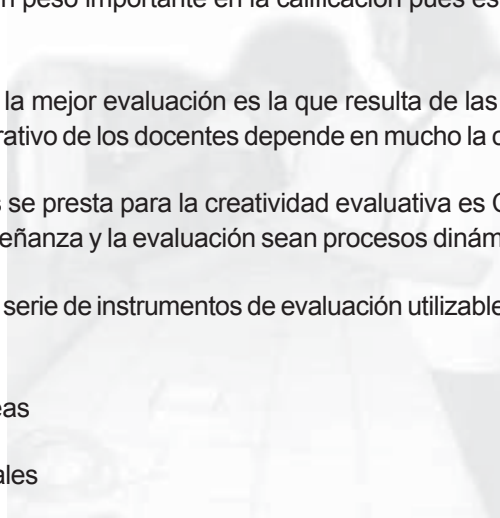 peso importante en la calificación pues es
la mejor evaluación es la que resulta de las
rativo de los docentes depende en mucho la
se presta para la creatividad evaluativa es
eñanza y la evaluación sean procesos
serie de instrumentos de evaluación
eas
ales